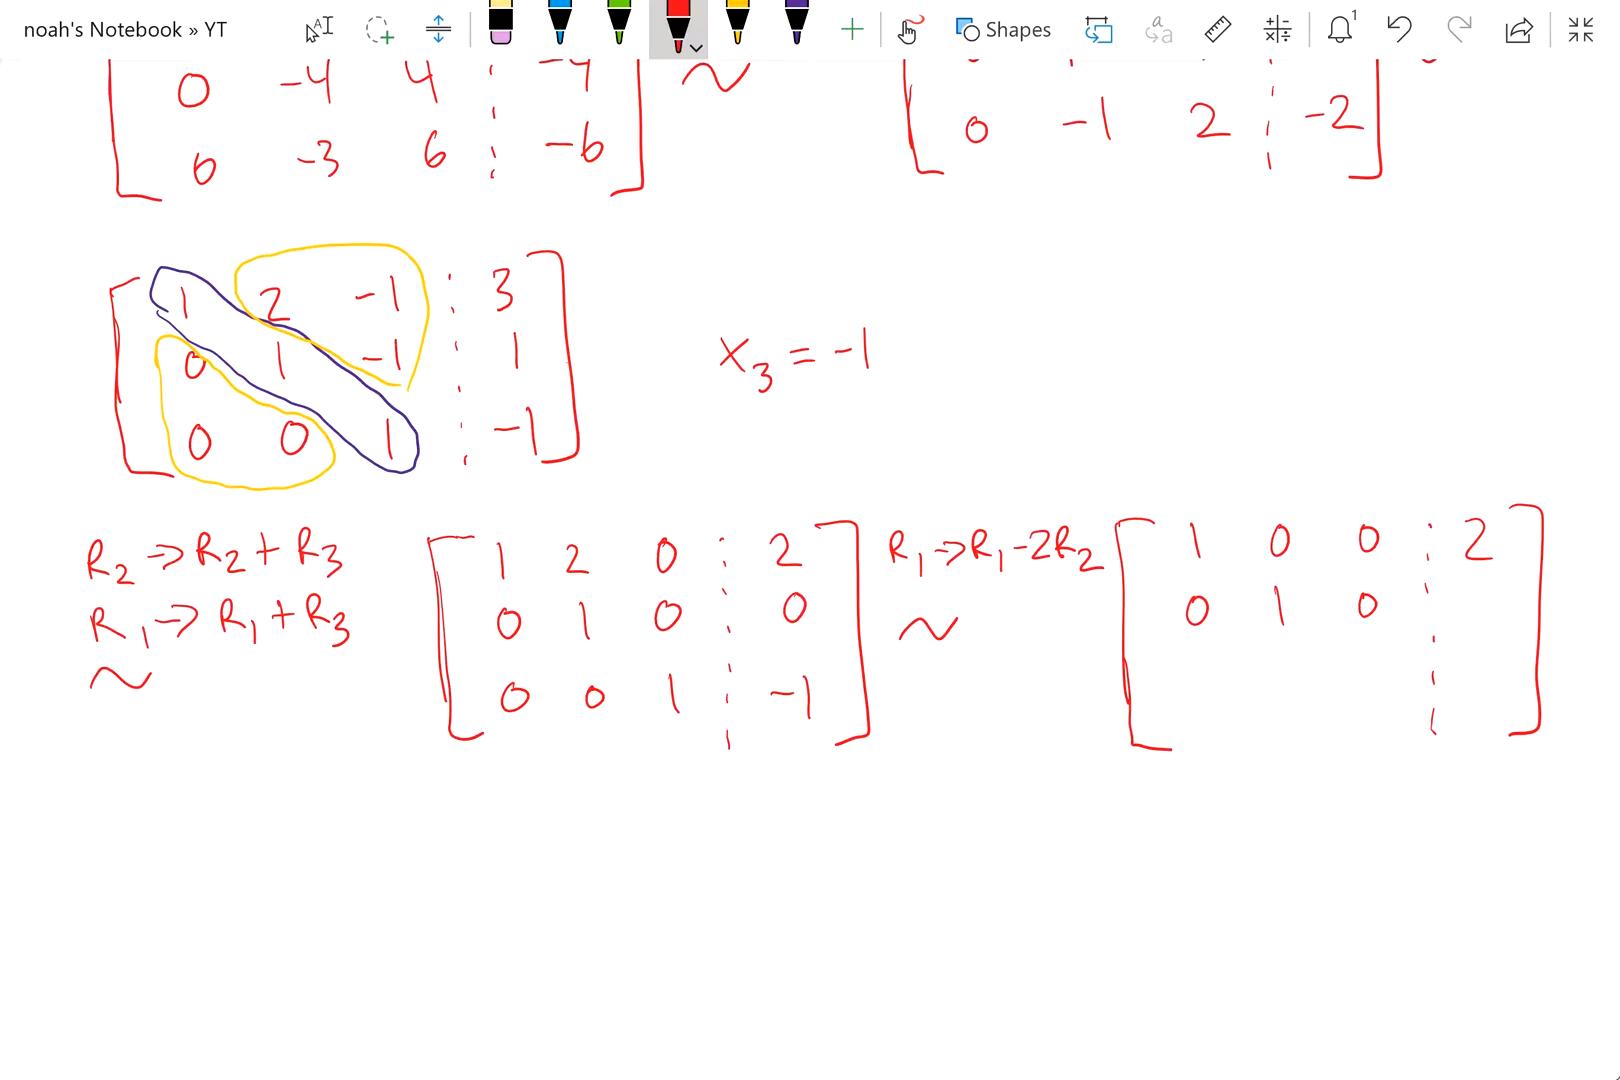 noah's Notebook » YT
Shapes
0 -4 4 ⋮ -4 ~
0 -3 6 ⋮ -6
0 -1 2 ⋮ -2
1 2 -1 ⋮ 3
0 1 -1 ⋮ 1
0 0 1 ⋮ -1
x₃ = -1
R₂ → R₂ + R₃
R₁ → R₁ + R₃
~
1 2 0 ⋮ 2
0 1 0 ⋮ 0
0 0 1 ⋮ -1
R₁ → R₁ - 2R₂
~
1 0 0 ⋮ 2
0 1 0